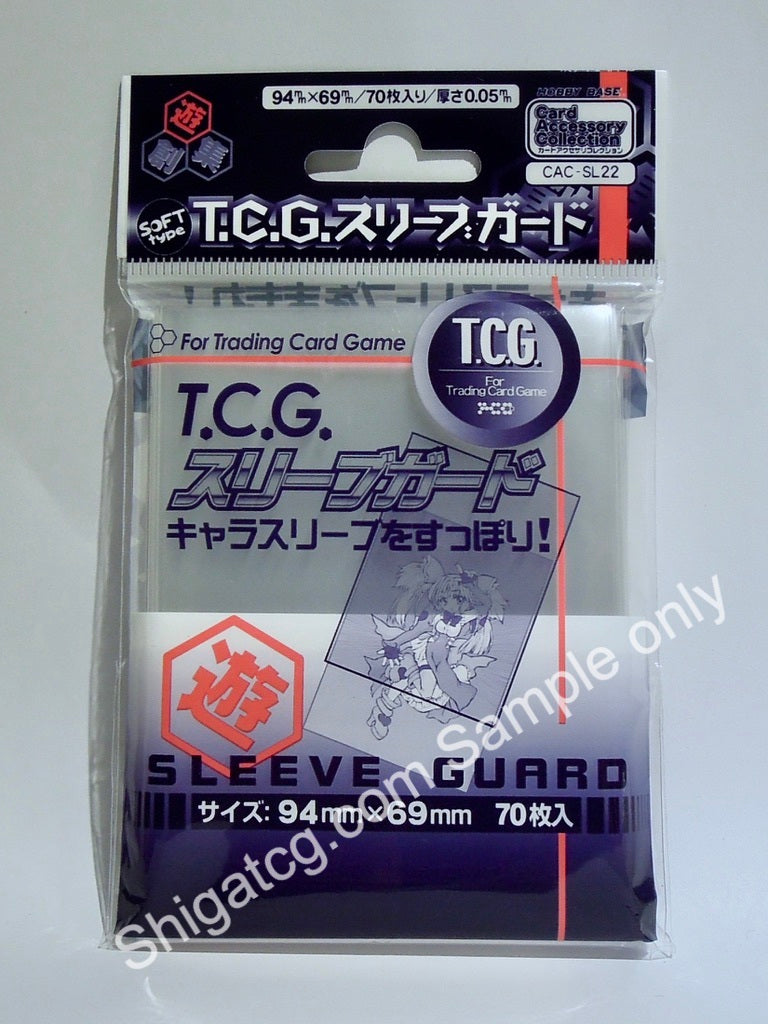 94mm×69mm/70枚入り/厚さ0.05mm
HOBBY BASE
Card
Accessory
Collection
カードアクセサリコレクション
CAC-SL22
遊
創 集
SOFT
type
T.C.G.スリーブガード
For Trading Card Game
T.C.G.
For
Trading Card Game
T.C.G.
スリーブガード
キャラスリーブをすっぽり!
遊
SLEEVE GUARD
サイズ: 94mm×69mm 70枚入
Shigatcg.com Sample only